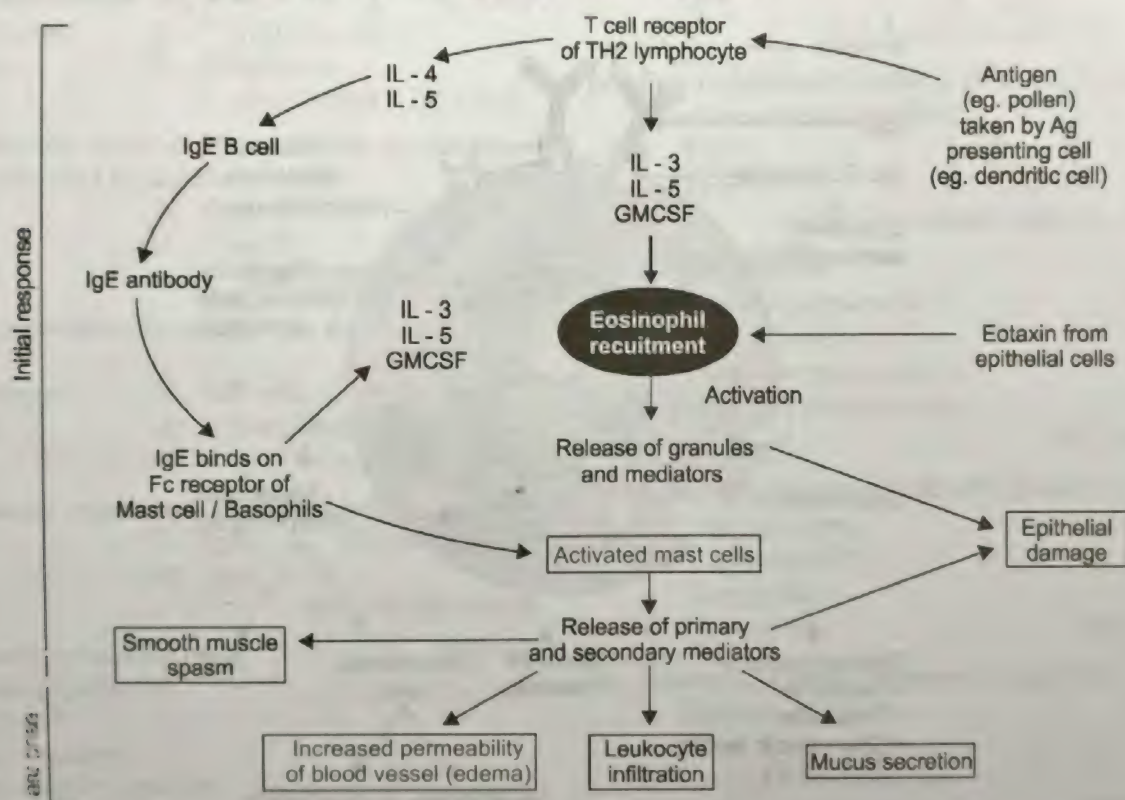 T cell receptor
of TH2 lymphocyte
Antigen
(eg. pollen)
taken by Ag
presenting cell
(eg. dendritic cell)
IL - 4
IL - 5
IgE B cell
IL - 3
IL - 5
GMCSF
IgE antibody
IL - 3
IL - 5
GMCSF
Eosinophil
recuitment
Eotaxin from
epithelial cells
Activation
Initial response
IgE binds on
Fc receptor of
Mast cell / Basophils
Release of granules
and mediators
Activated mast cells
Epithelial
damage
Release of primary
and secondary mediators
Smooth muscle
spasm
Increased permeability
of blood vessel (edema)
Leukocyte
infiltration
Mucus secretion